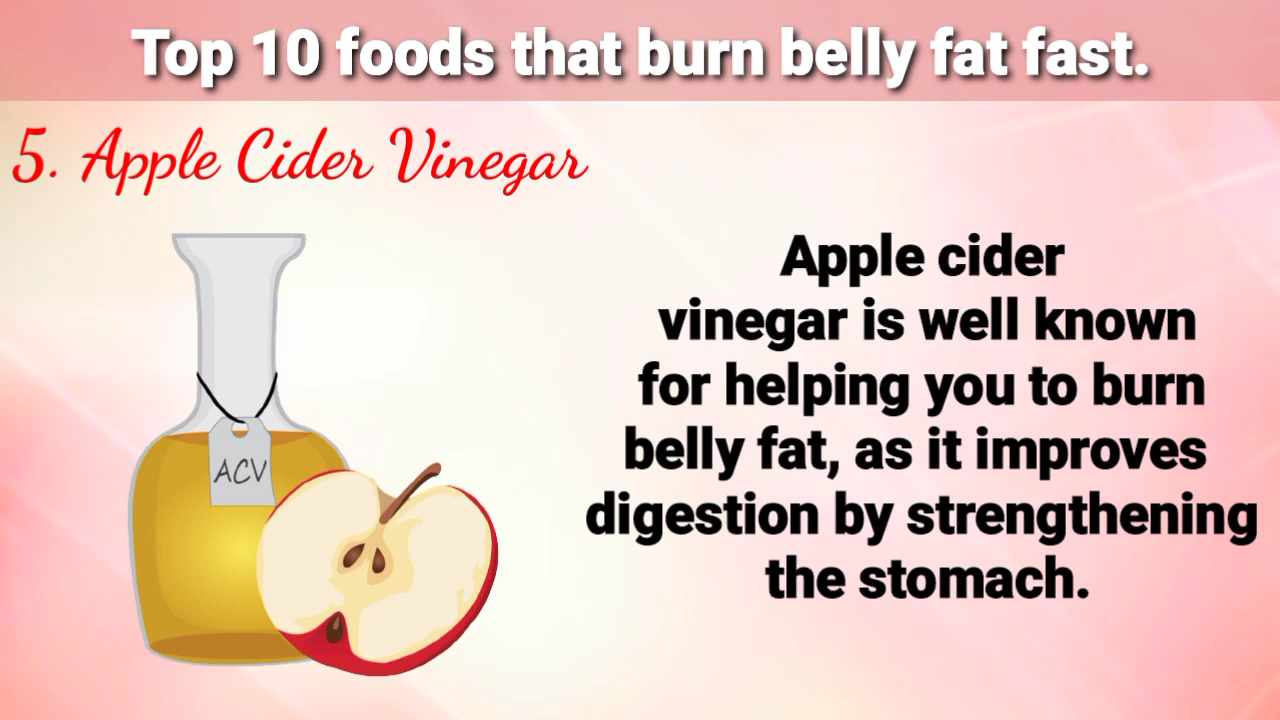 Top 10 foods that burn belly fat fast.
5. Apple Cider Vinegar
ACV
Apple cider
vinegar is well known
for helping you to burn
belly fat, as it improves
digestion by strengthening
the stomach.